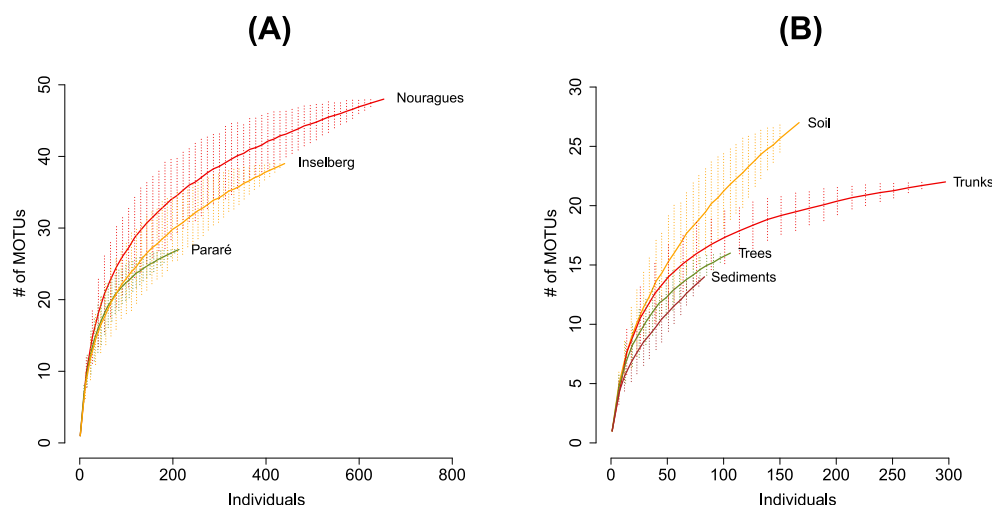 (A)
# of MOTUs
50
40
30
20
10
0
Nouragues
Inselberg
Pararé
0 200 400 600 800
Individuals
(B)
# of MOTUs
30
25
20
15
10
5
0
Soil
Trunks
Trees
Sediments
0 50 100 150 200 250 300
Individuals